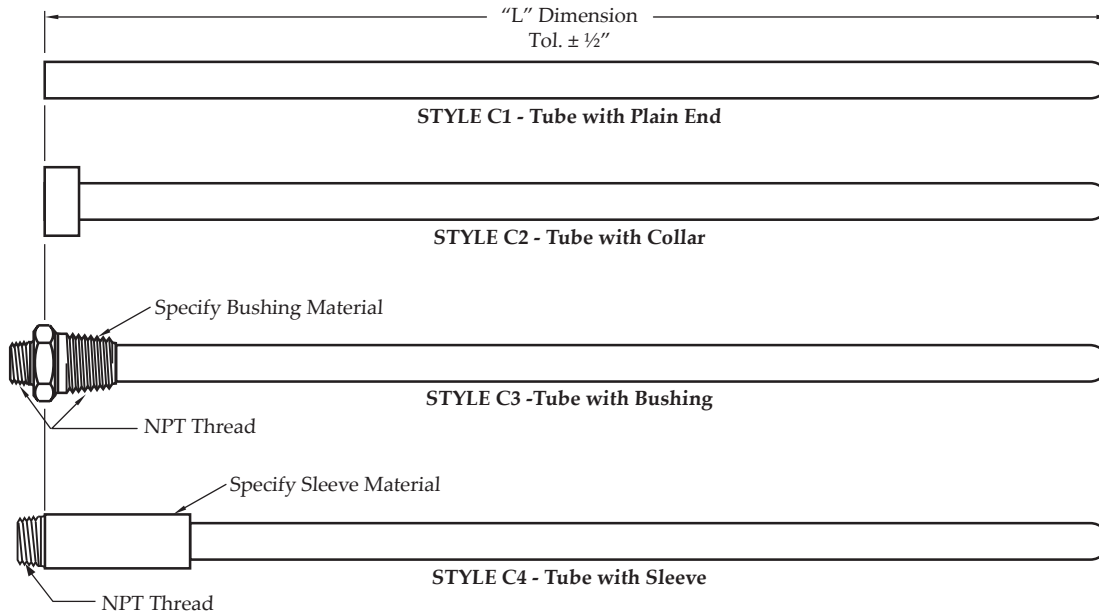 “L” Dimension
Tol. ± ½”
STYLE C1 - Tube with Plain End
STYLE C2 - Tube with Collar
Specify Bushing Material
STYLE C3 -Tube with Bushing
NPT Thread
Specify Sleeve Material
STYLE C4 - Tube with Sleeve
NPT Thread